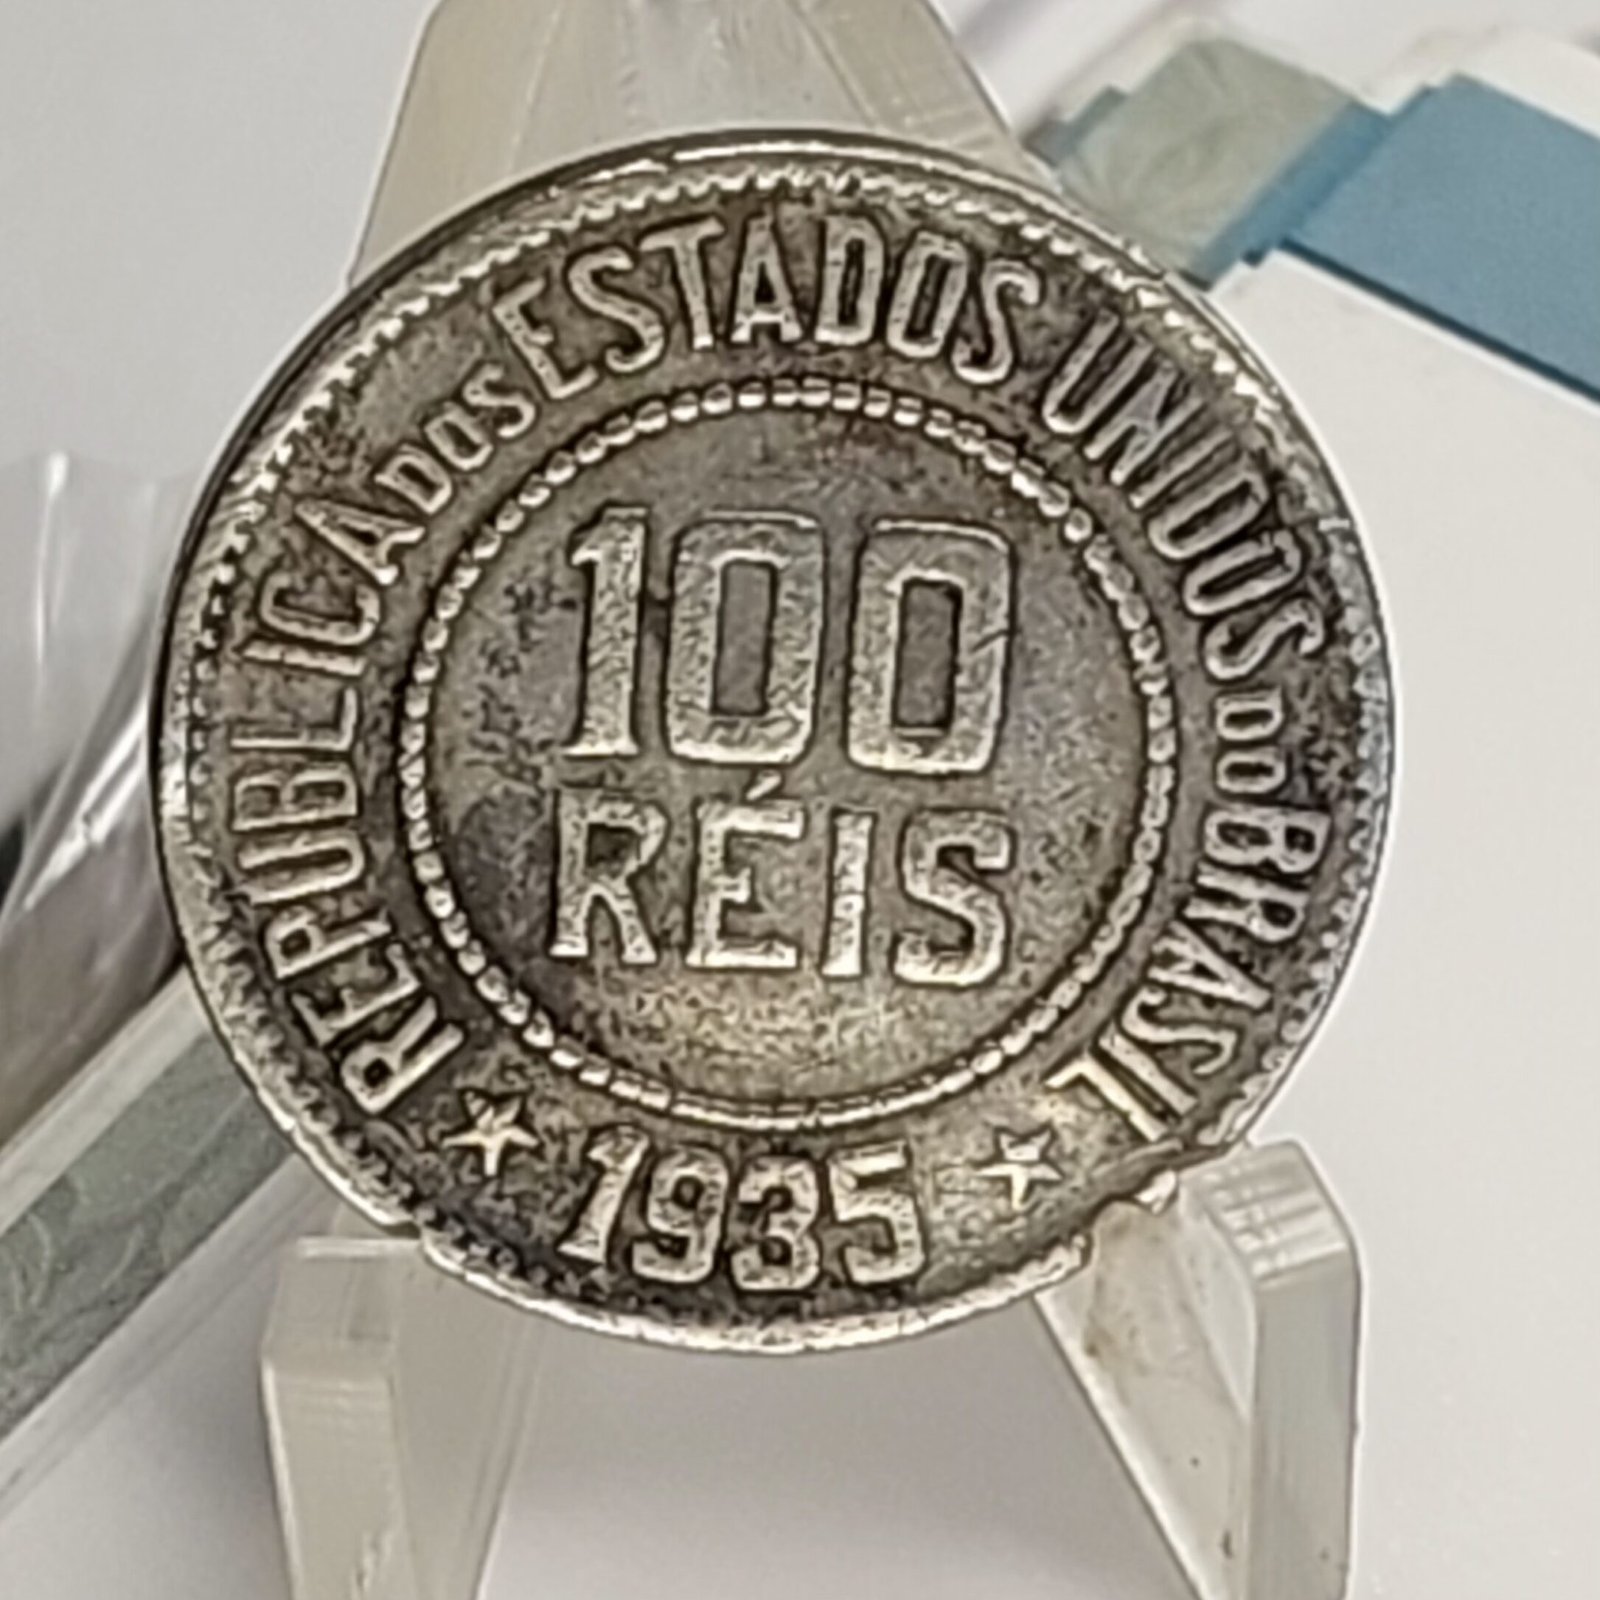 REPUBLICA DOS ESTADOS UNIDOS DO BRASIL
100
RÉIS
☆ 1935 ☆